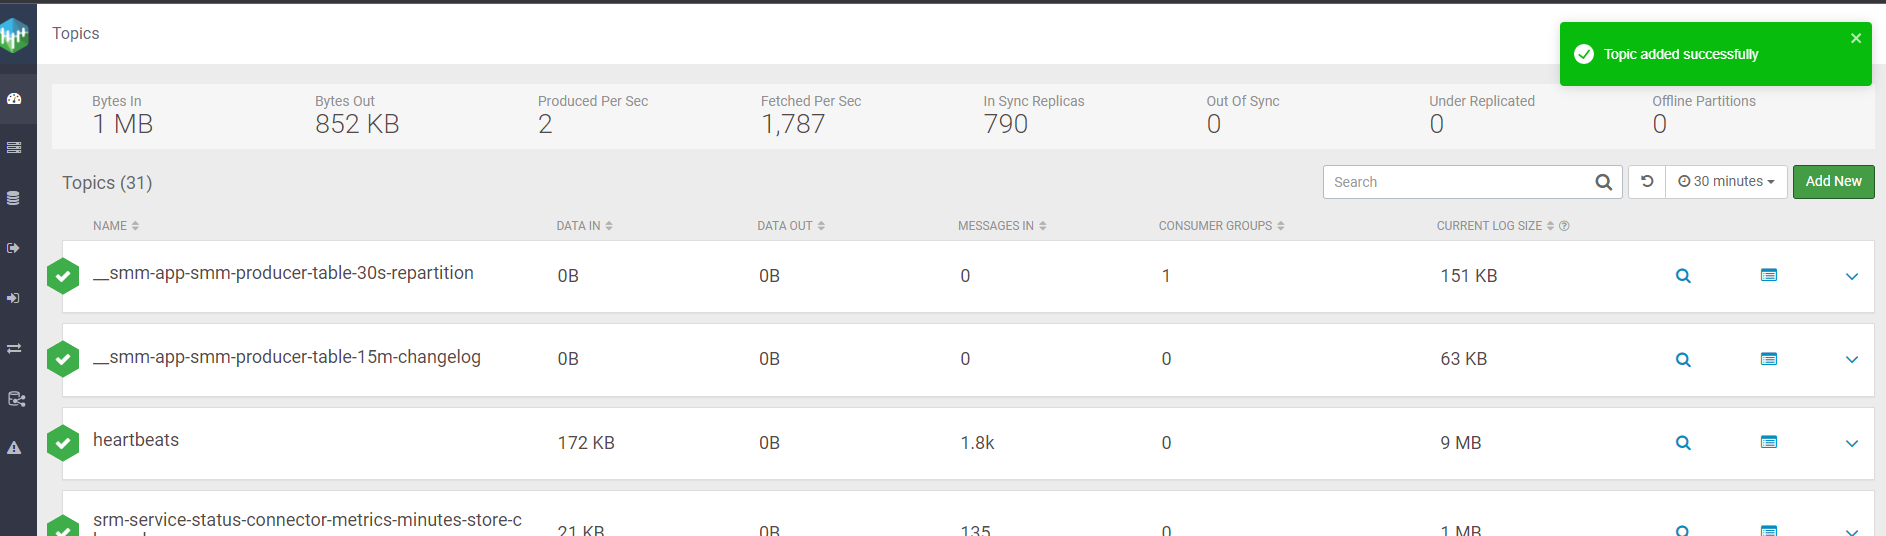 Topics
Topic added successfully
Bytes In Bytes Out Produced Per Sec Fetched Per Sec In Sync Replicas Out Of Sync Under Replicated Offline Partitions
1 MB 852 KB 2 1,787 790 0 0 0
Topics (31) Search 30 minutes Add New
NAME DATA IN DATA OUT MESSAGES IN CONSUMER GROUPS CURRENT LOG SIZE
__smm-app-smm-producer-table-30s-repartition 0B 0B 0 1 151 KB
__smm-app-smm-producer-table-15m-changelog 0B 0B 0 0 63 KB
heartbeats 172 KB 0B 1.8k 0 9 MB
srm-service-status-connector-metrics-minutes-store-c 21 KB 0B 135 0 1 MB